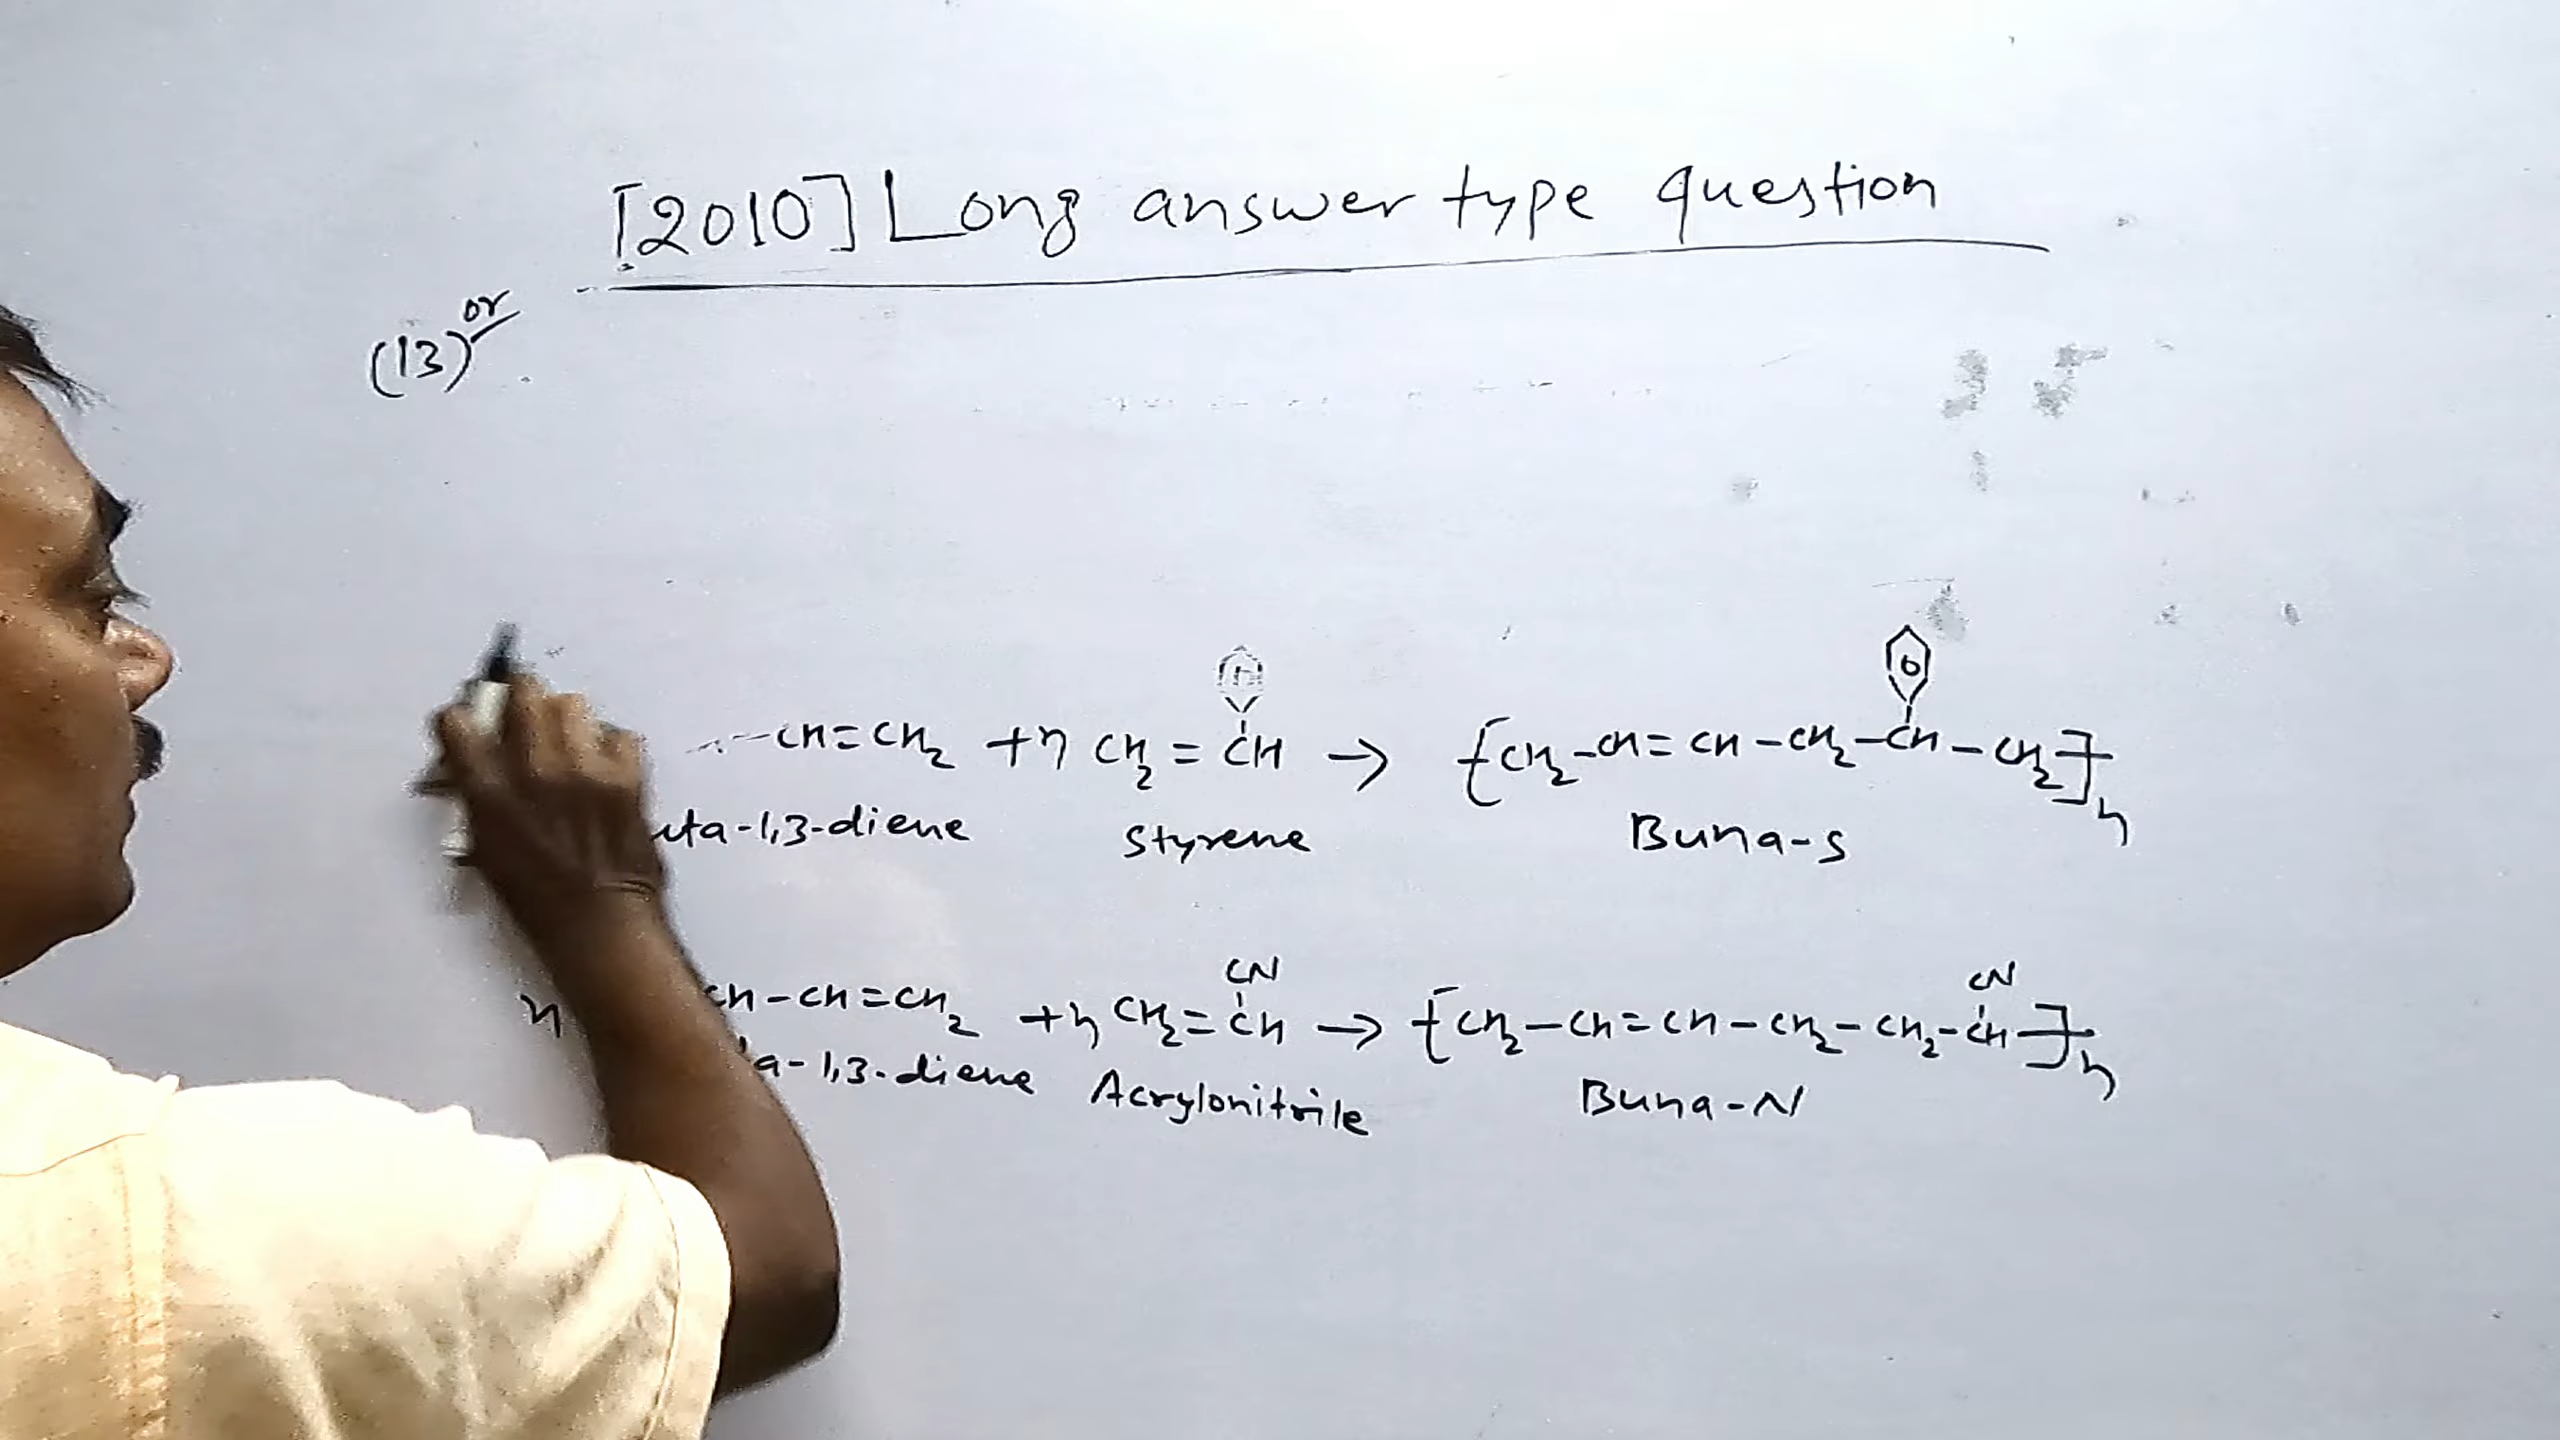 [2010] Long answer type question
(13) or
-CH=CH2 + n CH2=CH → [CH2-CH=CH-CH2-CH-CH2]n
uta-1,3-diene Styrene Buna-S
CN CN
n CH-CH=CH2 + n CH2=CH → [CH2-CH=CH-CH2-CH2-CH]n
a-1,3-diene Acrylonitrile Buna-N